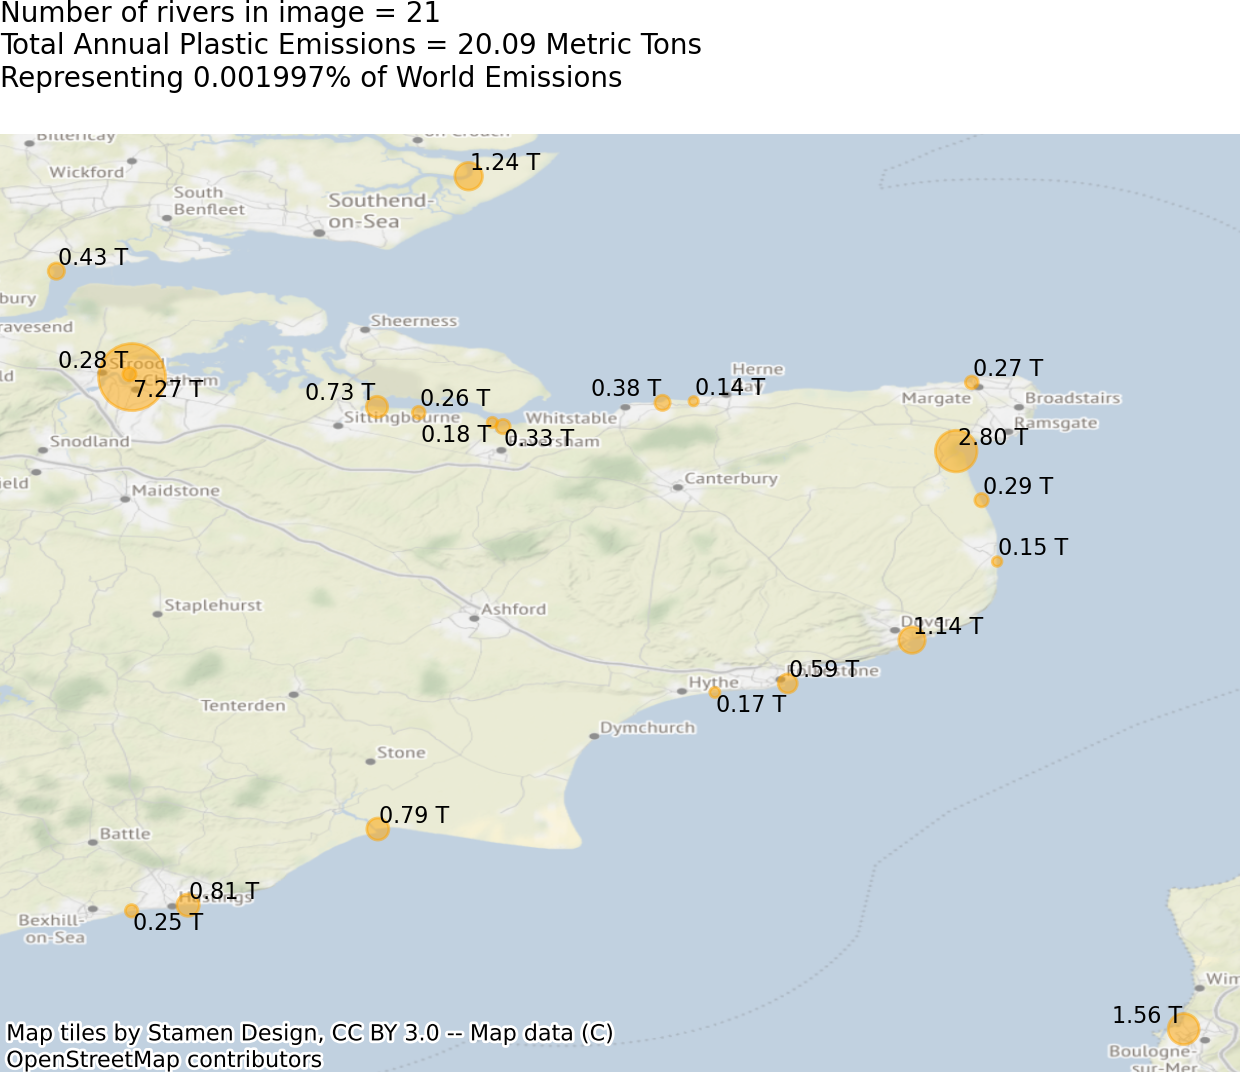 Number of rivers in image = 21
Total Annual Plastic Emissions = 20.09 Metric Tons
Representing 0.001997% of World Emissions
Billericay
on-Crouch
1.24 T
Wickford
South
Benfleet
Southend-
on-Sea
0.43 T
bury
ravesend
Sheerness
0.28 T
Strood
7.27 T
0.73 T
0.26 T
Sittingbourne
0.18 T
0.33 T
Whitstable
0.38 T
0.14 T
Herne
0.27 T
Margate
Broadstairs
Ramsgate
2.80 T
ld
Snodland
eld
Maidstone
Canterbury
0.29 T
0.15 T
Staplehurst
Ashford
Dover
1.14 T
0.59 T
Hythe
0.17 T
Tenterden
Dymchurch
Stone
0.79 T
Battle
0.81 T
Hastings
0.25 T
Bexhill-
on-Sea
Wim
1.56 T
Boulogne-
sur-Mer
Map tiles by Stamen Design, CC BY 3.0 -- Map data (C)
OpenStreetMap contributors